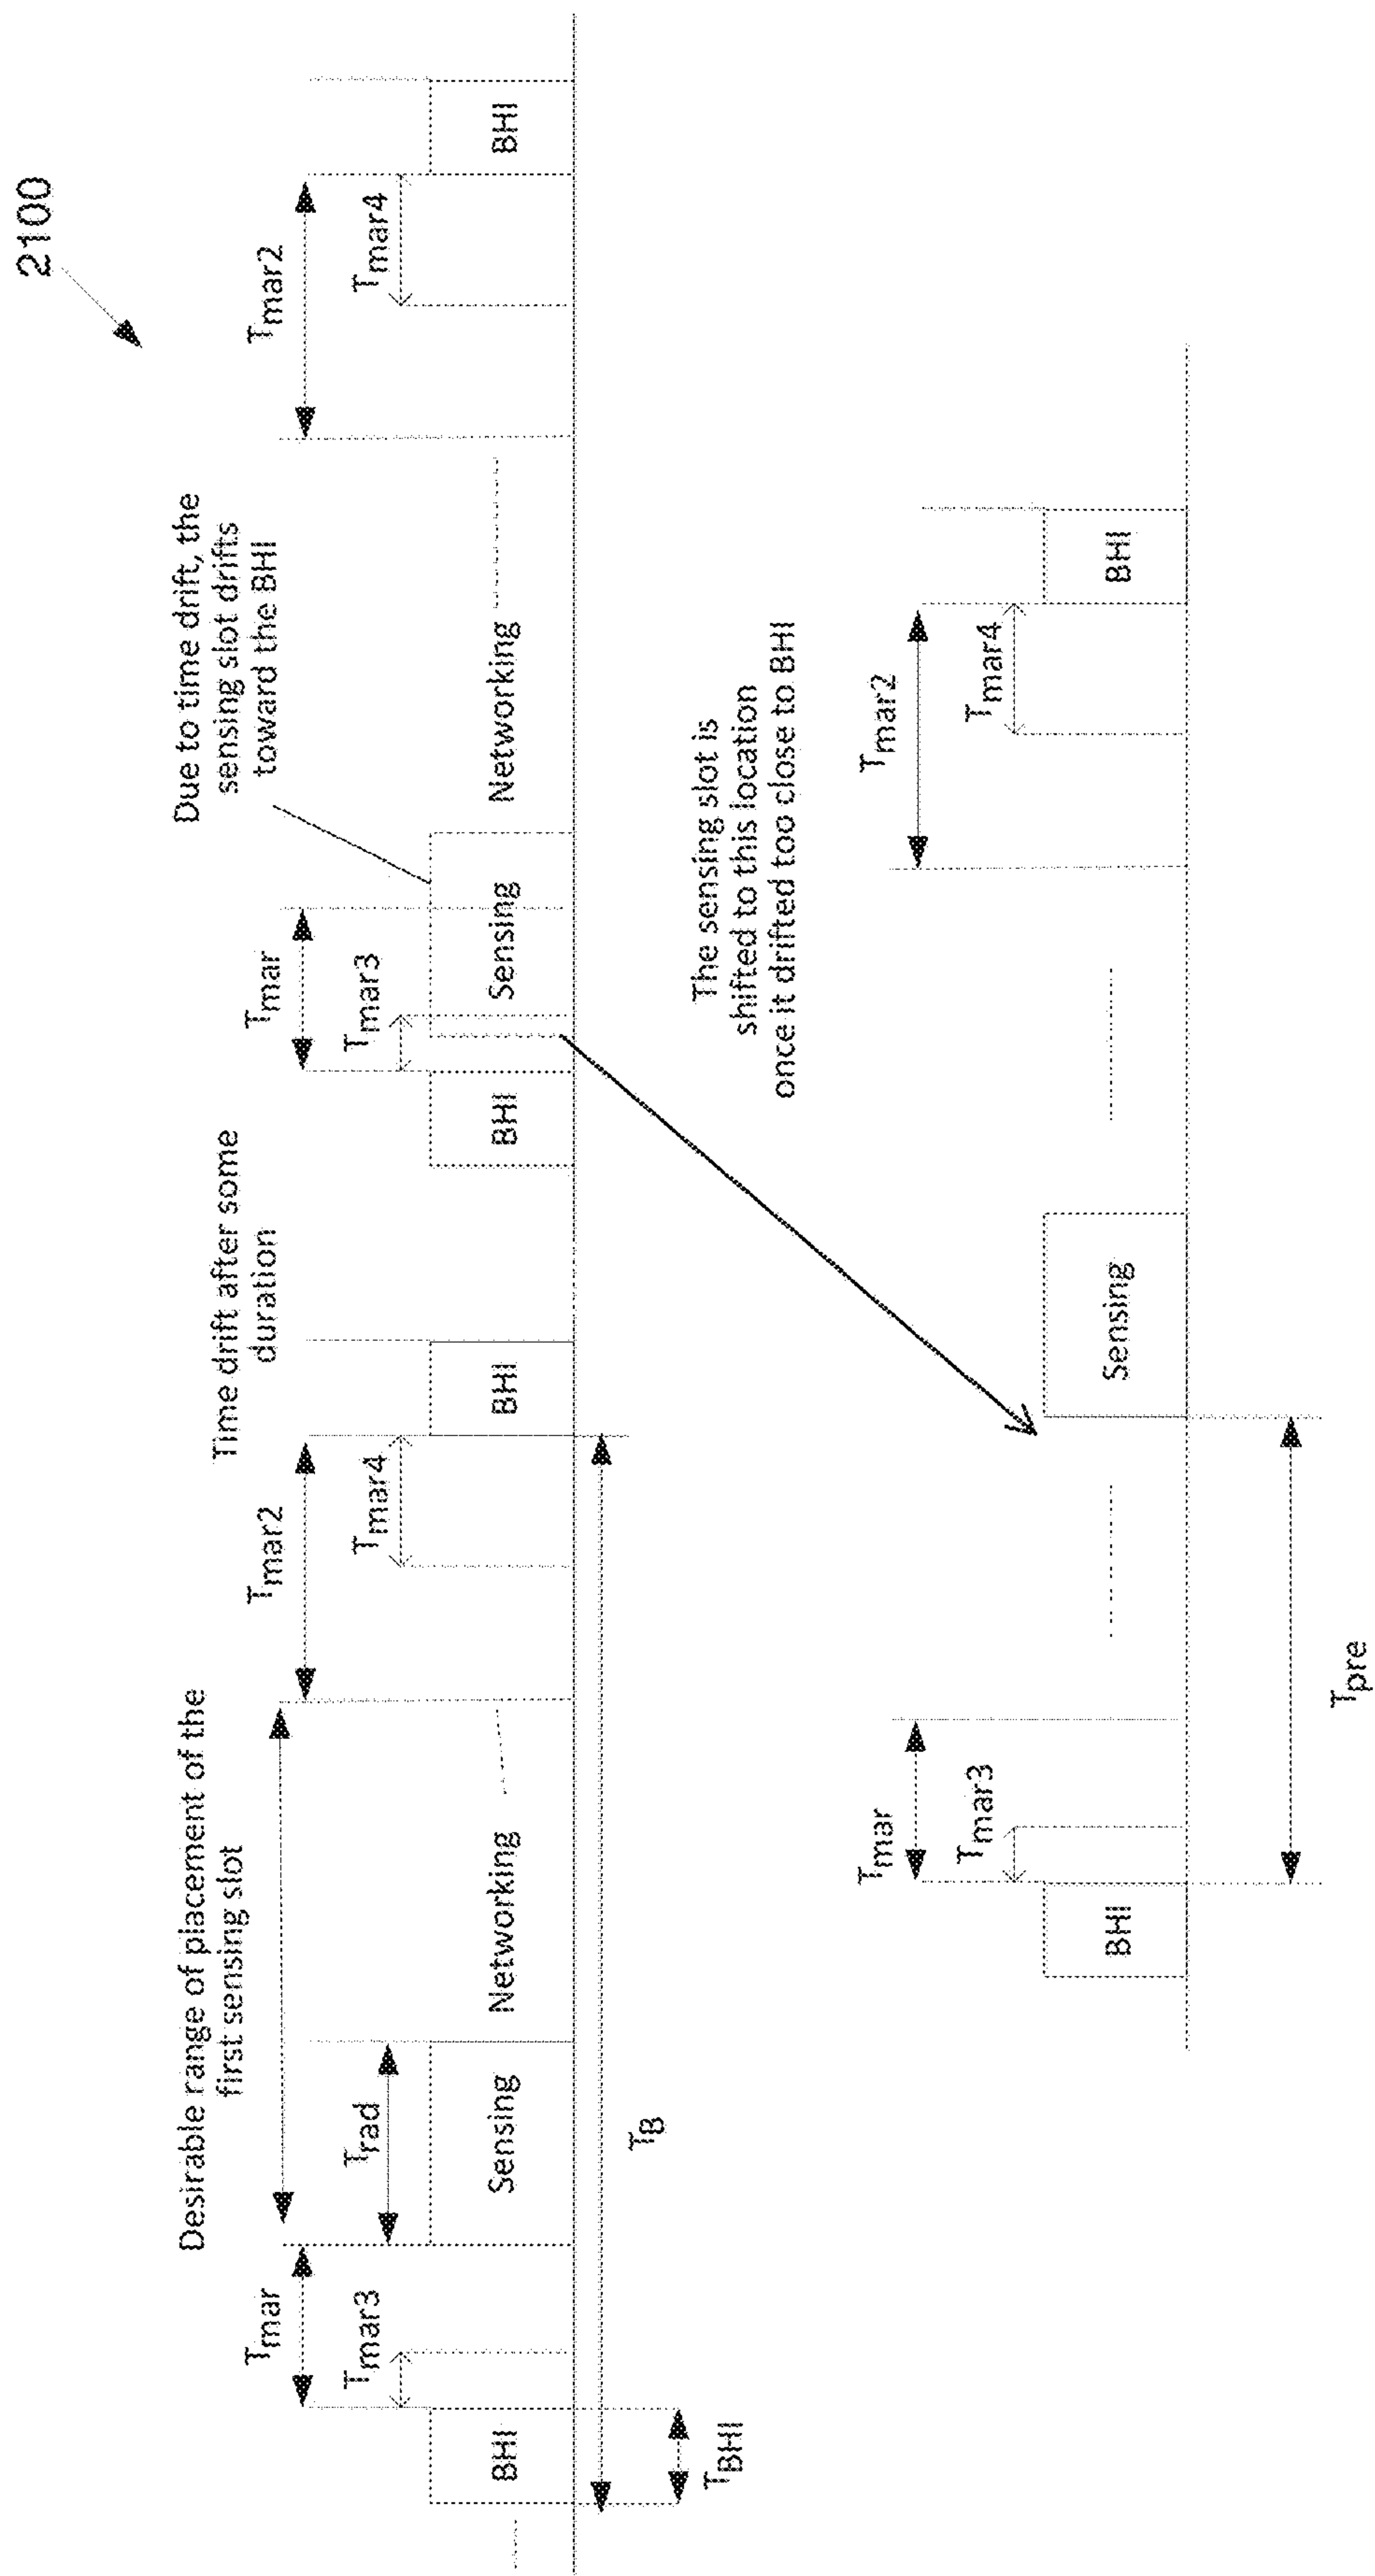 2100
Desirable range of placement of the
first sensing slot
Time drift after some
duration
Due to time drift, the
sensing slot drifts
toward the BHI
Tmar
Tmar3
Trad
Tmar2
Tmar4
Tmar
Tmar3
Tmar2
Tmar4
BHI
Sensing
Networking
BHI
BHI
Sensing
Networking
BHI
TB
TBHI
The sensing slot is
shifted to this location
once it drifted too close to BHI
Tmar
Tmar3
Tmar2
Tmar4
BHI
Sensing
BHI
Tpre